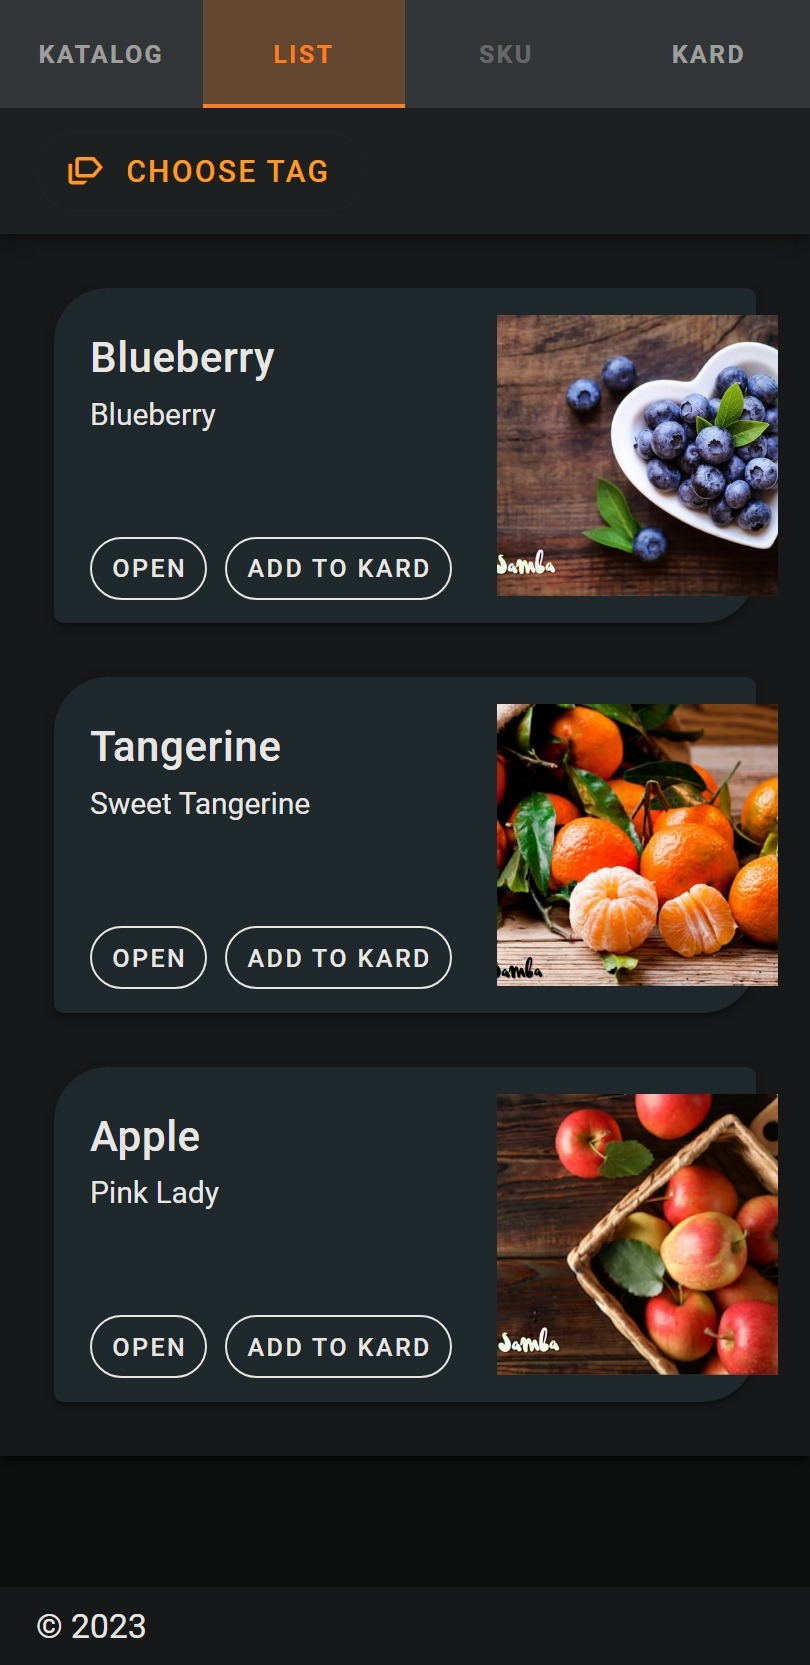 KATALOG
LIST
SKU
KARD
CHOOSE TAG
Blueberry
Blueberry
OPEN
ADD TO KARD
Samba
Tangerine
Sweet Tangerine
OPEN
ADD TO KARD
Samba
Apple
Pink Lady
OPEN
ADD TO KARD
Samba
© 2023